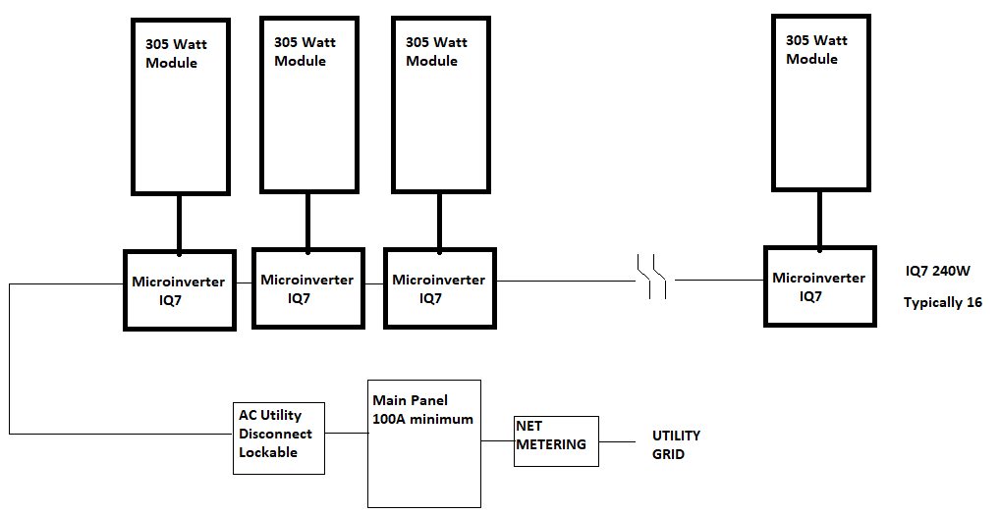 305 Watt
Module
305 Watt
Module
305 Watt
Module
305 Watt
Module
Microinverter
IQ7
Microinverter
IQ7
Microinverter
IQ7
Microinverter
IQ7
IQ7 240W
Typically 16
AC Utility
Disconnect
Lockable
Main Panel
100A minimum
NET
METERING
UTILITY
GRID